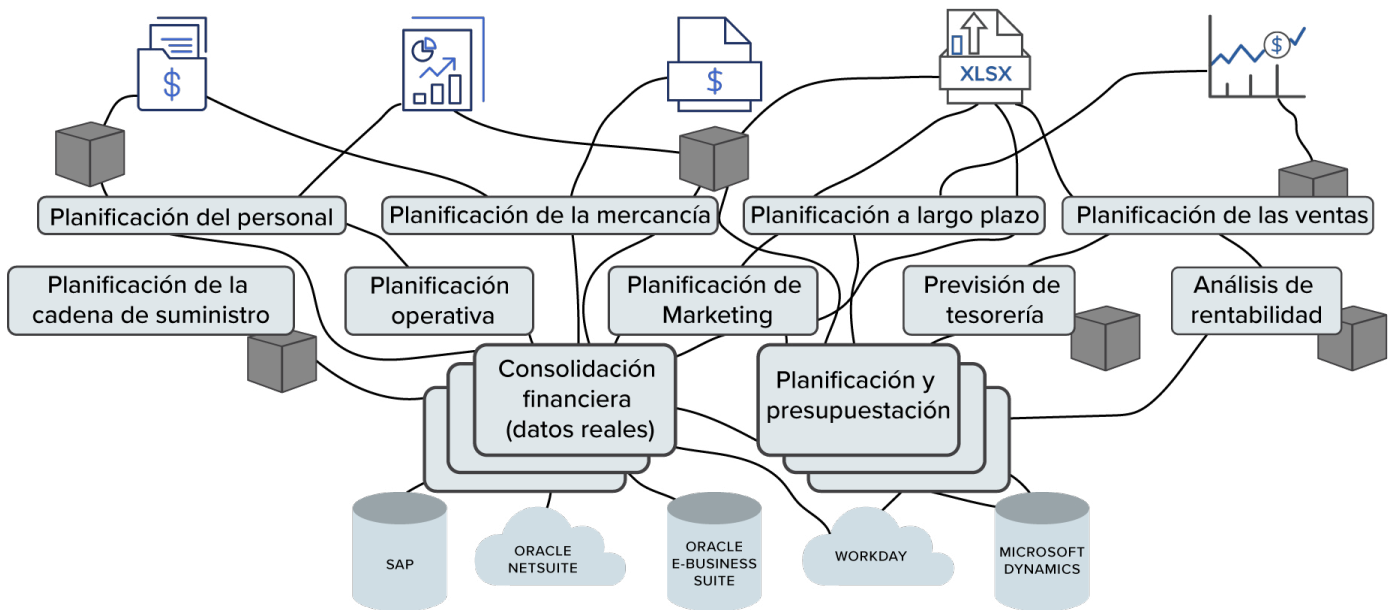 $
$
XLSX
$
Planificación del personal
Planificación de la mercancía
Planificación a largo plazo
Planificación de las ventas
Planificación de la
cadena de suministro
Planificación
operativa
Planificación de
Marketing
Previsión de
tesorería
Análisis de
rentabilidad
Consolidación
financiera
(datos reales)
Planificación y
presupuestación
SAP
ORACLE
NETSUITE
ORACLE
E-BUSINESS
SUITE
WORKDAY
MICROSOFT
DYNAMICS